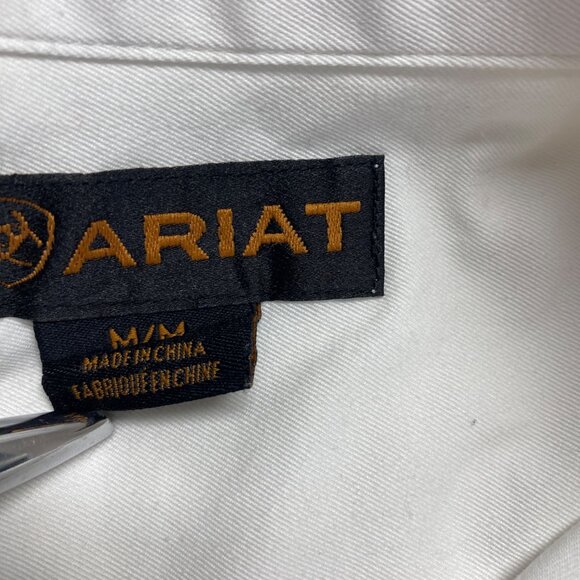 ARIAT
M/M
MADE IN CHINA
FABRIQUÉ EN CHINE